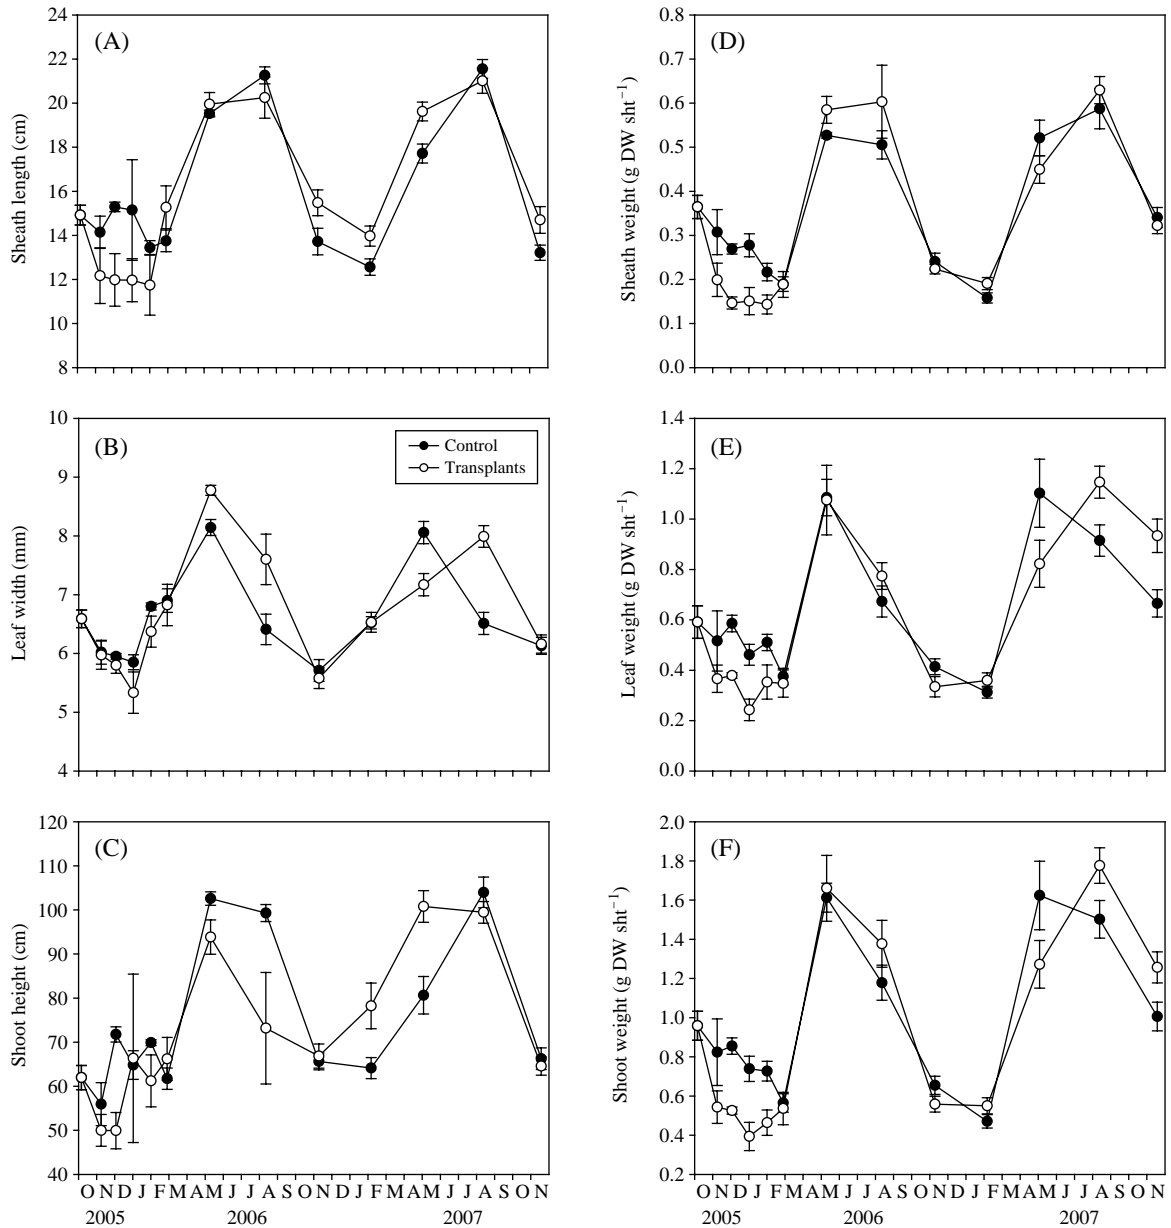 (A)
Sheath length (cm)
24
22
20
18
16
14
12
10
8
(D)
Sheath weight (g DW sht⁻¹)
0.8
0.7
0.6
0.5
0.4
0.3
0.2
0.1
0.0
(B)
Control
Transplants
Leaf width (mm)
10
9
8
7
6
5
4
(E)
Leaf weight (g DW sht⁻¹)
1.4
1.2
1.0
0.8
0.6
0.4
0.2
0.0
(C)
Shoot height (cm)
120
110
100
90
80
70
60
50
40
O N D J F M A M J J A S O N D J F M A M J J A S O N
2005 2006 2007
(F)
Shoot weight (g DW sht⁻¹)
2.0
1.8
1.6
1.4
1.2
1.0
0.8
0.6
0.4
0.2
O N D J F M A M J J A S O N D J F M A M J J A S O N
2005 2006 2007